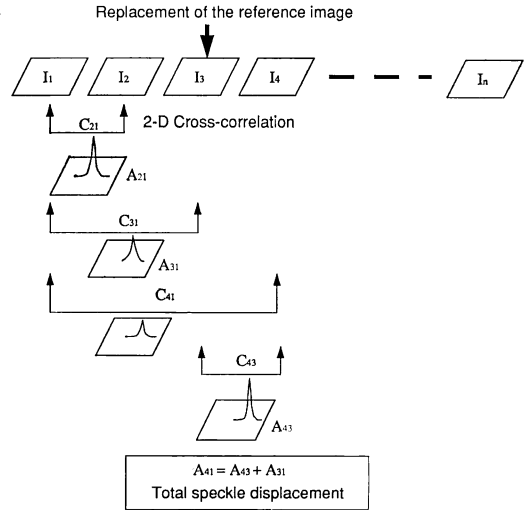 Replacement of the reference image
I1 I2 I3 I4 In
C21 2-D Cross-correlation
A21
C31
A31
C41
C43
A43
A41 = A43 + A31
Total speckle displacement